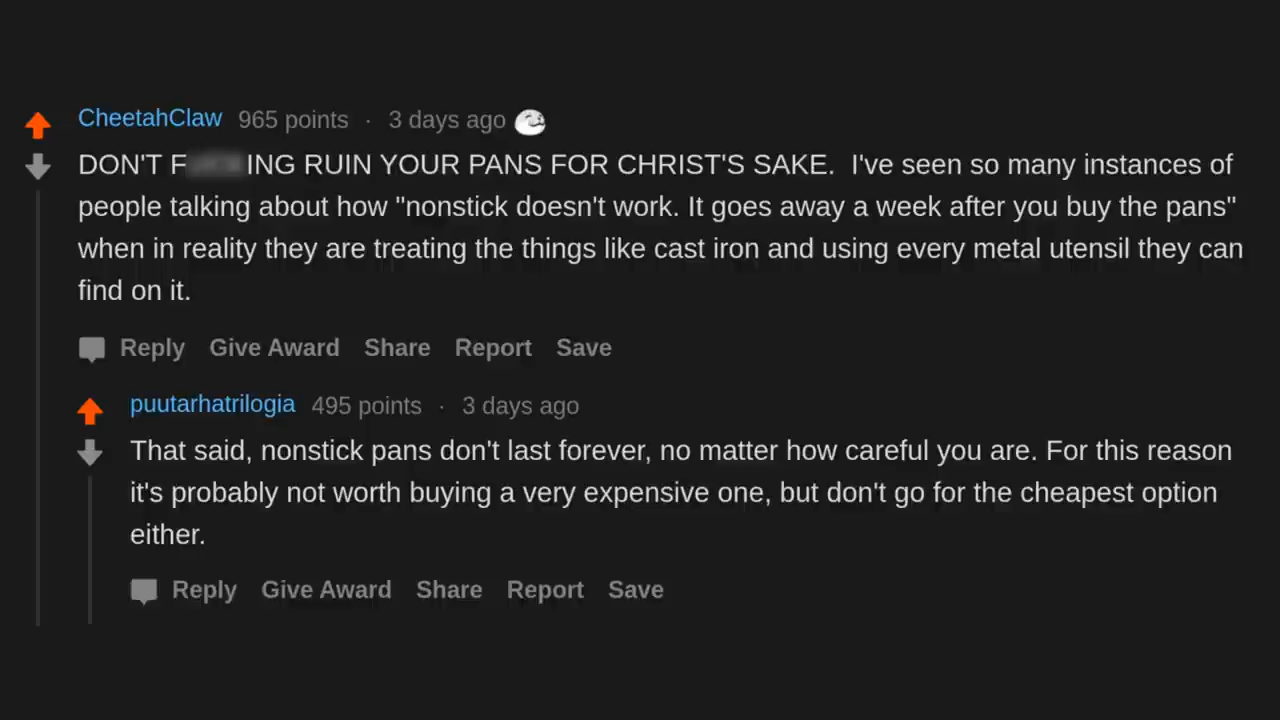 CheetahClaw 965 points · 3 days ago
DON'T F ING RUIN YOUR PANS FOR CHRIST'S SAKE. I've seen so many instances of
people talking about how "nonstick doesn't work. It goes away a week after you buy the pans"
when in reality they are treating the things like cast iron and using every metal utensil they can
find on it.
Reply Give Award Share Report Save
puutarhatrilogia 495 points · 3 days ago
That said, nonstick pans don't last forever, no matter how careful you are. For this reason
it's probably not worth buying a very expensive one, but don't go for the cheapest option
either.
Reply Give Award Share Report Save